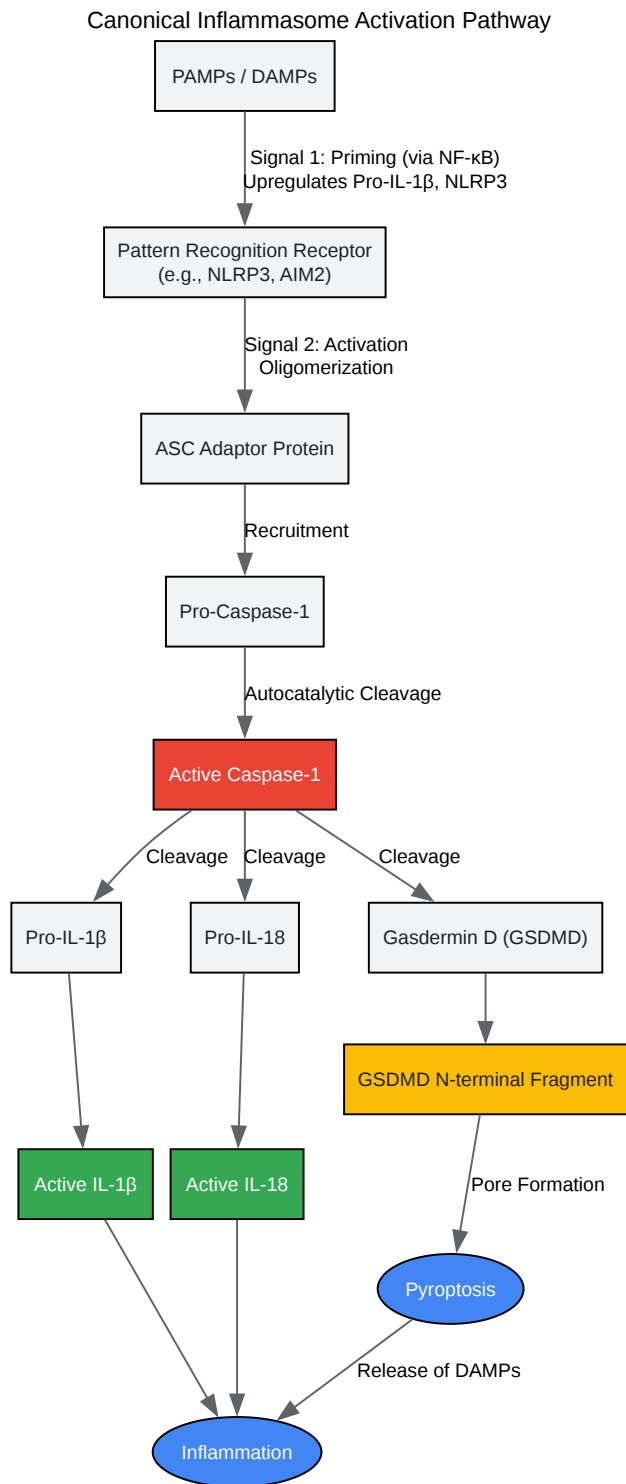 Canonical Inflammasome Activation Pathway
PAMPs / DAMPs
Signal 1: Priming (via NF-κB)
Upregulates Pro-IL-1β, NLRP3
Pattern Recognition Receptor
(e.g., NLRP3, AIM2)
Signal 2: Activation
Oligomerization
ASC Adaptor Protein
Recruitment
Pro-Caspase-1
Autocatalytic Cleavage
Active Caspase-1
Cleavage
Cleavage
Cleavage
Pro-IL-1β
Pro-IL-18
Gasdermin D (GSDMD)
GSDMD N-terminal Fragment
Active IL-1β
Active IL-18
Pore Formation
Pyroptosis
Release of DAMPs
Inflammation